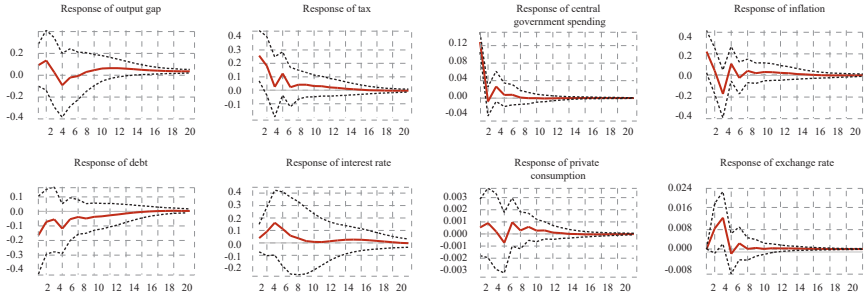 Response of output gap
0.2
0.0
-0.2
-0.4
2 4 6 8 10 12 14 16 18 20
Response of tax
0.4
0.3
0.2
0.1
0.0
-0.1
2 4 6 8 10 12 14 16 18 20
Response of central
government spending
0.12
0.08
0.04
0.00
-0.04
2 4 6 8 10 12 14 16 18 20
Response of inflation
0.4
0.2
0.0
-0.2
-0.4
2 4 6 8 10 12 14 16 18 20
Response of debt
0.1
0.0
-0.1
-0.2
-0.3
-0.4
2 4 6 8 10 12 14 16 18 20
Response of interest rate
0.4
0.3
0.2
0.1
0.0
-0.1
-0.2
2 4 6 8 10 12 14 16 18 20
Response of private
consumption
0.003
0.002
0.001
0.000
-0.001
-0.002
-0.003
2 4 6 8 10 12 14 16 18 20
Response of exchange rate
0.024
0.016
0.008
0.000
-0.008
2 4 6 8 10 12 14 16 18 20